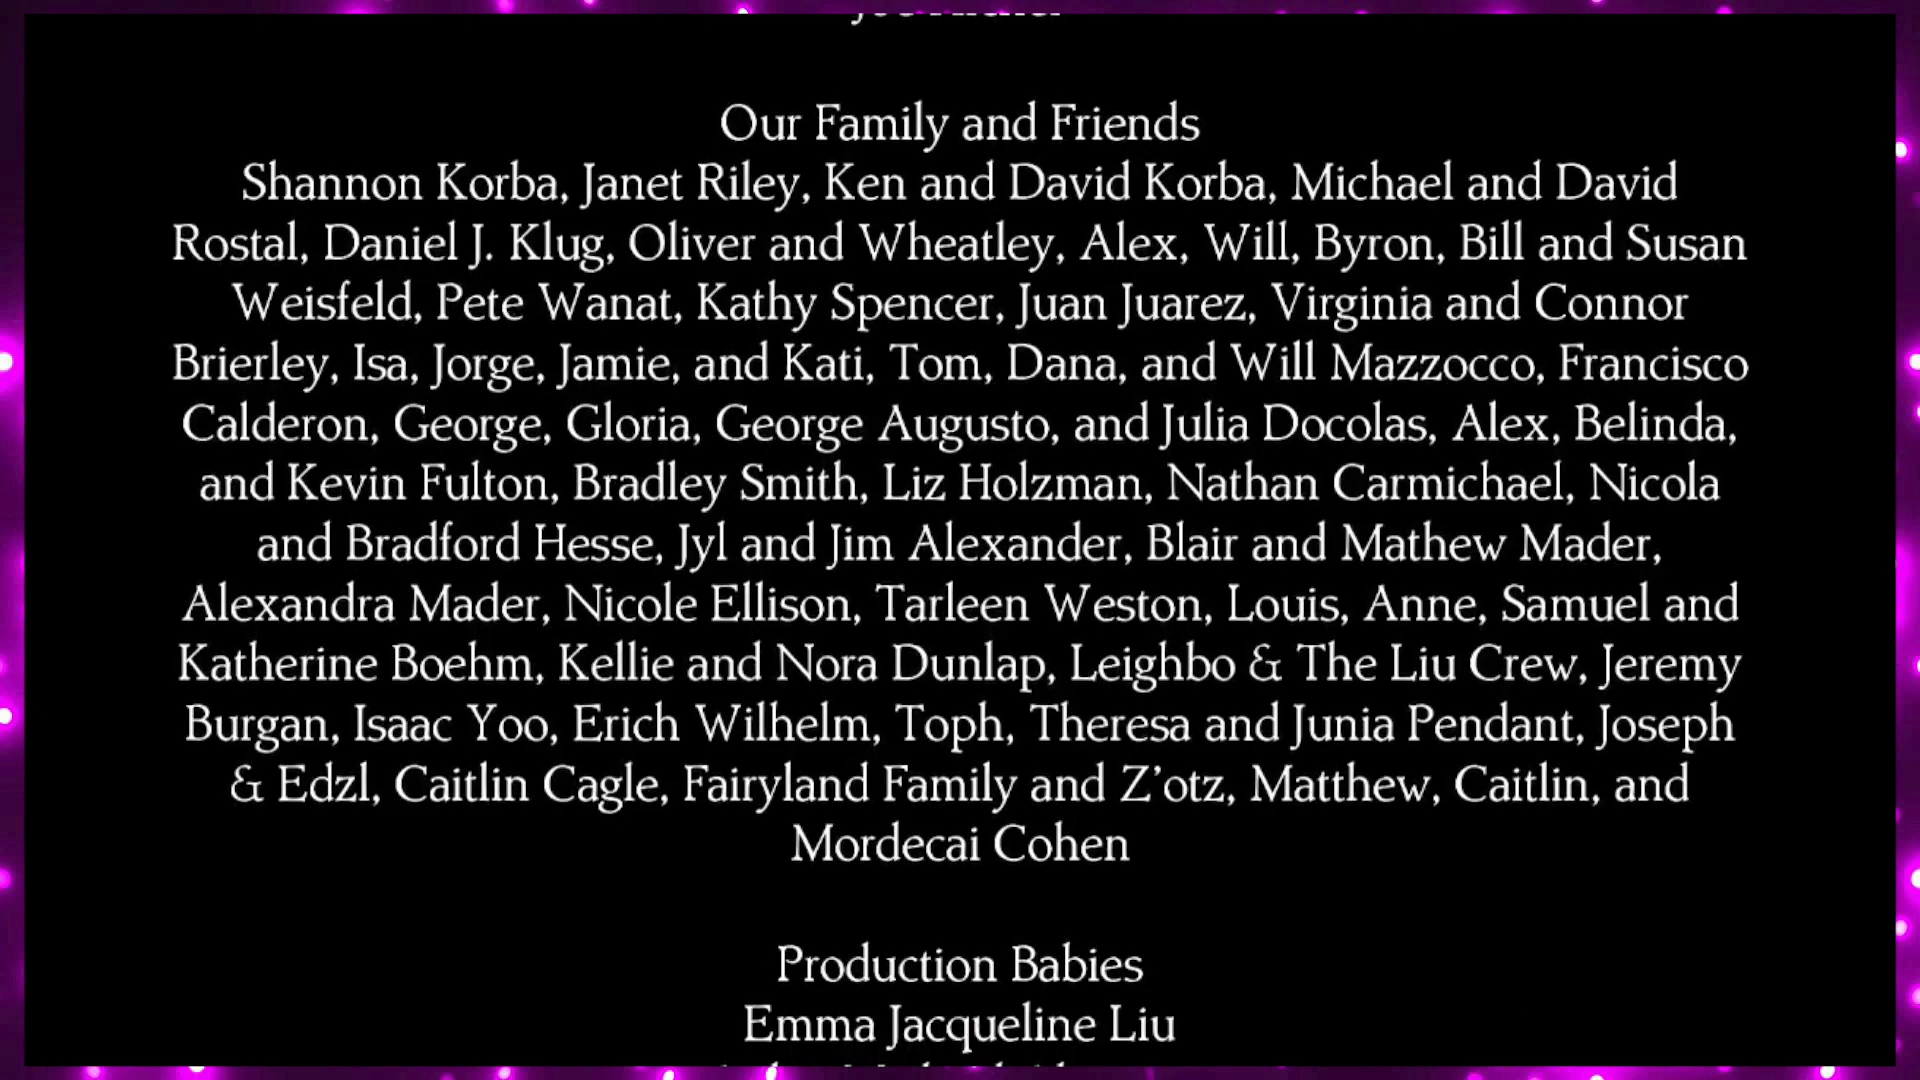 Our Family and Friends
Shannon Korba, Janet Riley, Ken and David Korba, Michael and David
Rostal, Daniel J. Klug, Oliver and Wheatley, Alex, Will, Byron, Bill and Susan
Weisfeld, Pete Wanat, Kathy Spencer, Juan Juarez, Virginia and Connor
Brierley, Isa, Jorge, Jamie, and Kati, Tom, Dana, and Will Mazzocco, Francisco
Calderon, George, Gloria, George Augusto, and Julia Docolas, Alex, Belinda,
and Kevin Fulton, Bradley Smith, Liz Holzman, Nathan Carmichael, Nicola
and Bradford Hesse, Jyl and Jim Alexander, Blair and Mathew Mader,
Alexandra Mader, Nicole Ellison, Tarleen Weston, Louis, Anne, Samuel and
Katherine Boehm, Kellie and Nora Dunlap, Leighbo & The Liu Crew, Jeremy
Burgan, Isaac Yoo, Erich Wilhelm, Toph, Theresa and Junia Pendant, Joseph
& Edzl, Caitlin Cagle, Fairyland Family and Z’otz, Matthew, Caitlin, and
Mordecai Cohen
Production Babies
Emma Jacqueline Liu